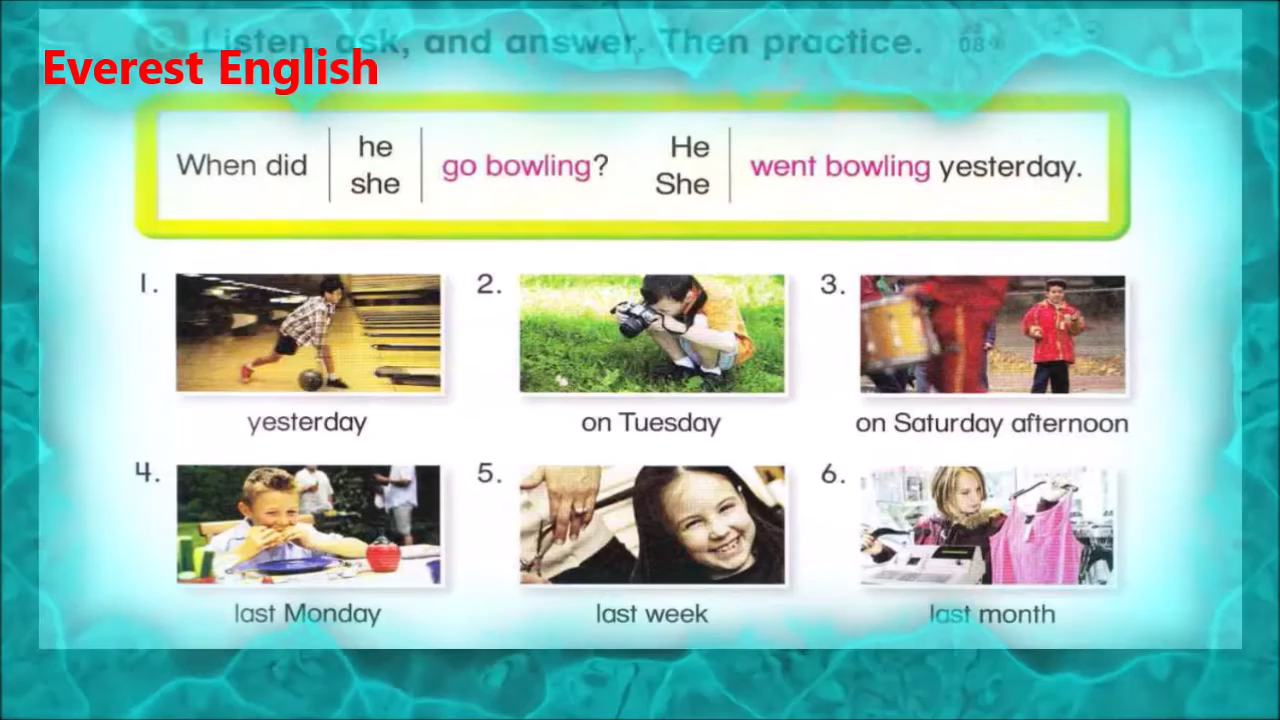 Listen, ask, and answer. Then practice.
08
Everest English
When did he she go bowling? He She went bowling yesterday.
1.
2.
3.
yesterday
on Tuesday
on Saturday afternoon
4.
5.
6.
last Monday
last week
last month